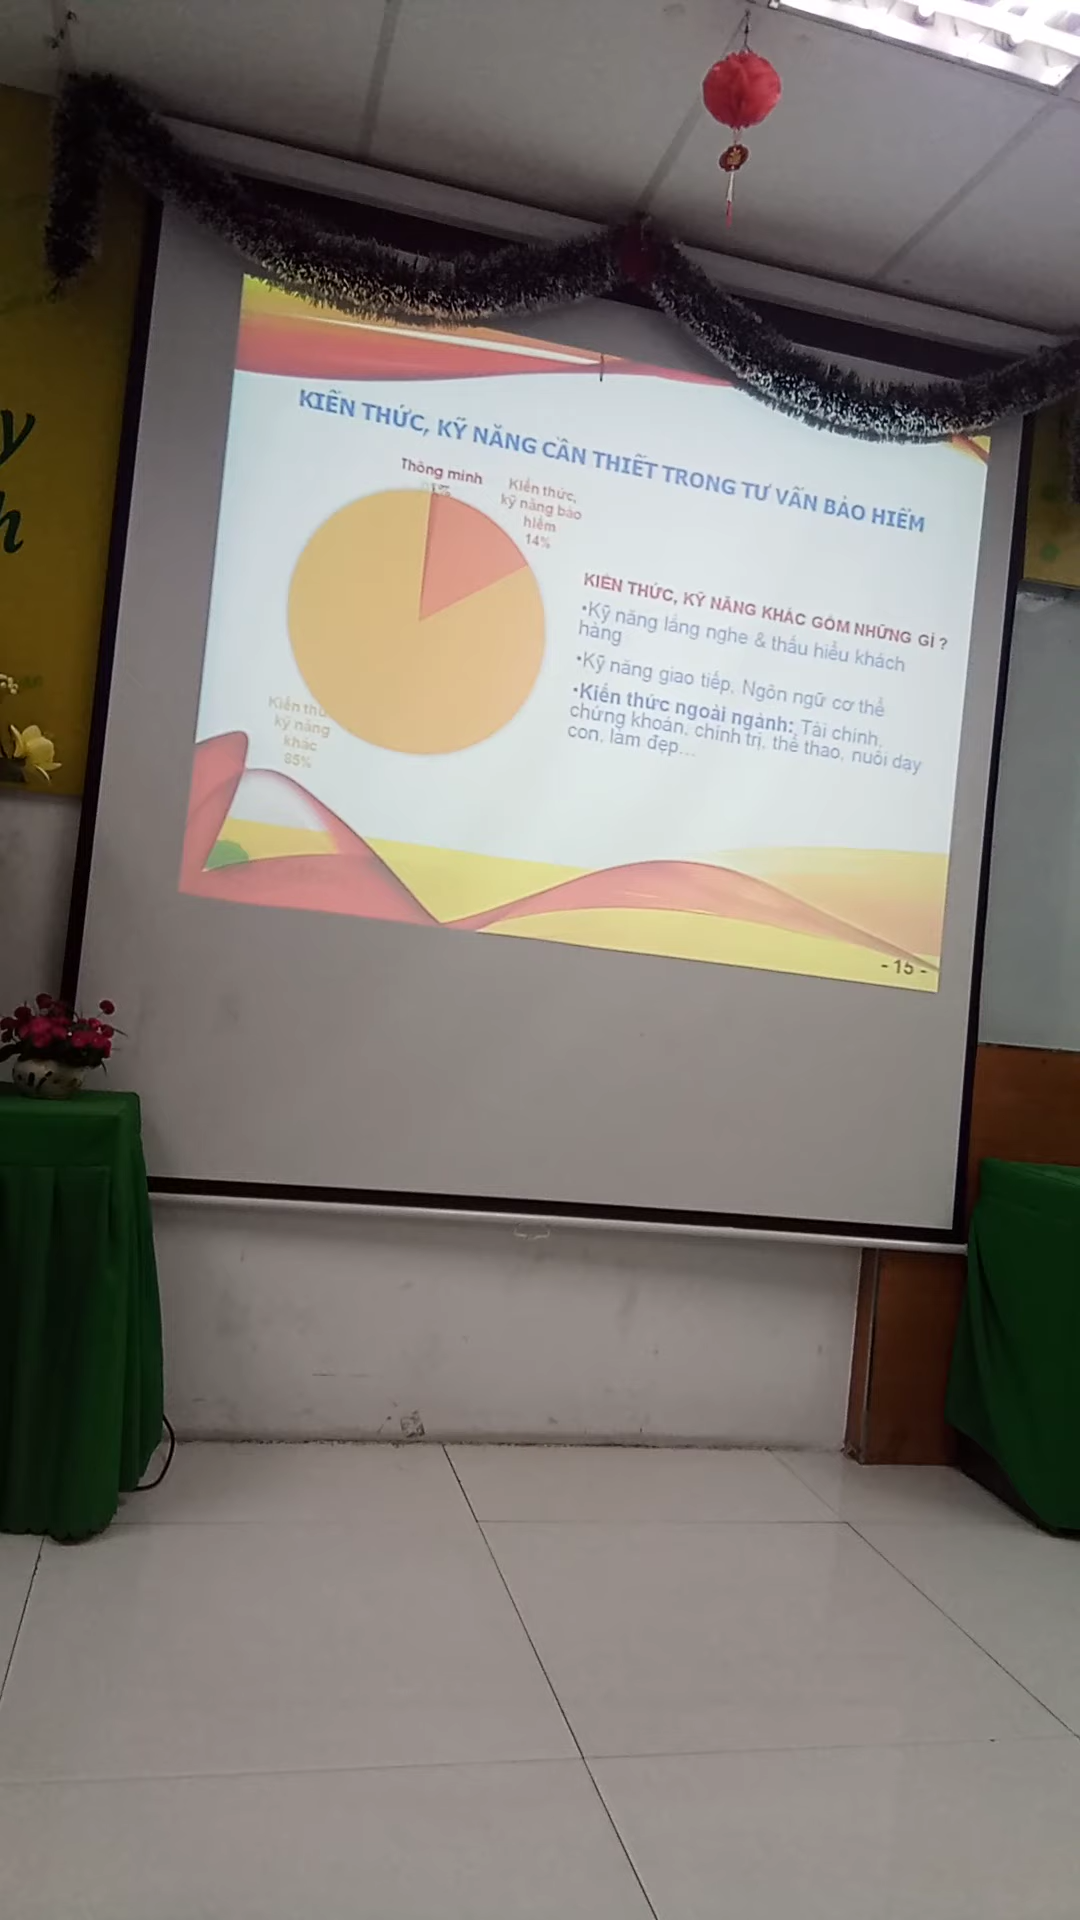 y
h
KIẾN THỨC, KỸ NĂNG CẦN THIẾT TRONG TƯ VẤN BẢO HIỂM
Thông minh
1%
Kiến thức,
kỹ năng bảo
hiểm
14%
Kiến thứ
kỹ năng
khác
85%
KIẾN THỨC, KỸ NĂNG KHÁC GỒM NHỮNG GÌ ?
•Kỹ năng lắng nghe & thấu hiểu khách
hàng
•Kỹ năng giao tiếp, Ngôn ngữ cơ thể
•Kiến thức ngoài ngành: Tài chính,
chứng khoán, chính trị, thể thao, nuôi dạy
con, làm đẹp...
- 15 -